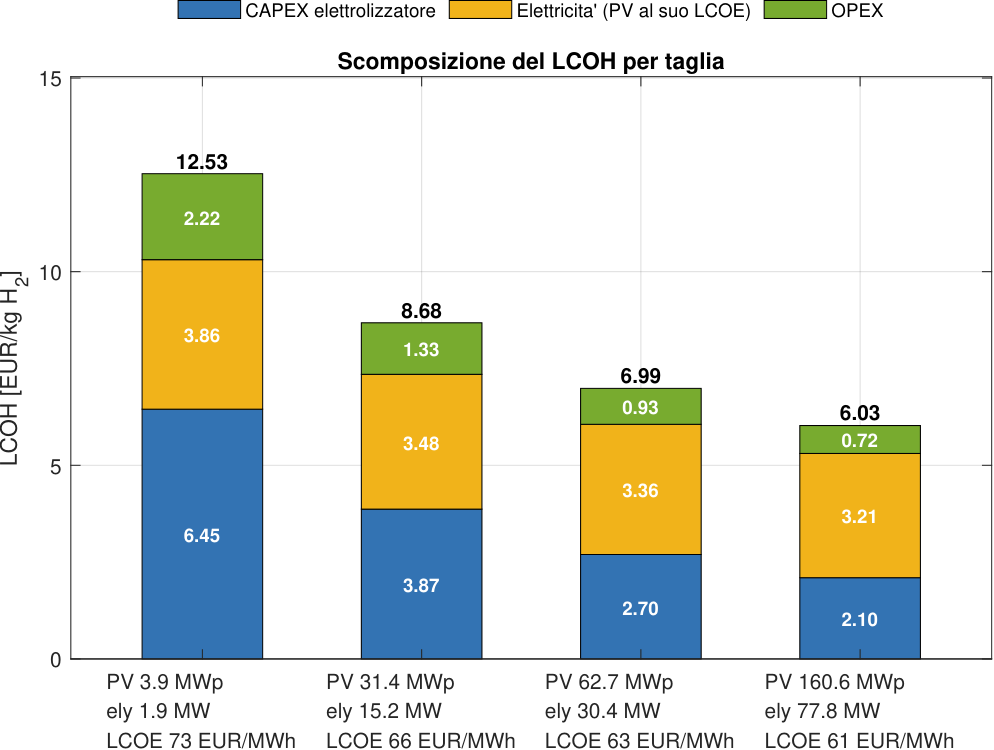 CAPEX elettrolizzatore Elettricita' (PV al suo LCOE) OPEX
Scomposizione del LCOH per taglia
LCOH [EUR/kg H2]
15
10
5
0
12.53
2.22
3.86
6.45
8.68
1.33
3.48
3.87
6.99
0.93
3.36
2.70
6.03
0.72
3.21
2.10
PV 3.9 MWp
ely 1.9 MW
LCOE 73 EUR/MWh
PV 31.4 MWp
ely 15.2 MW
LCOE 66 EUR/MWh
PV 62.7 MWp
ely 30.4 MW
LCOE 63 EUR/MWh
PV 160.6 MWp
ely 77.8 MW
LCOE 61 EUR/MWh